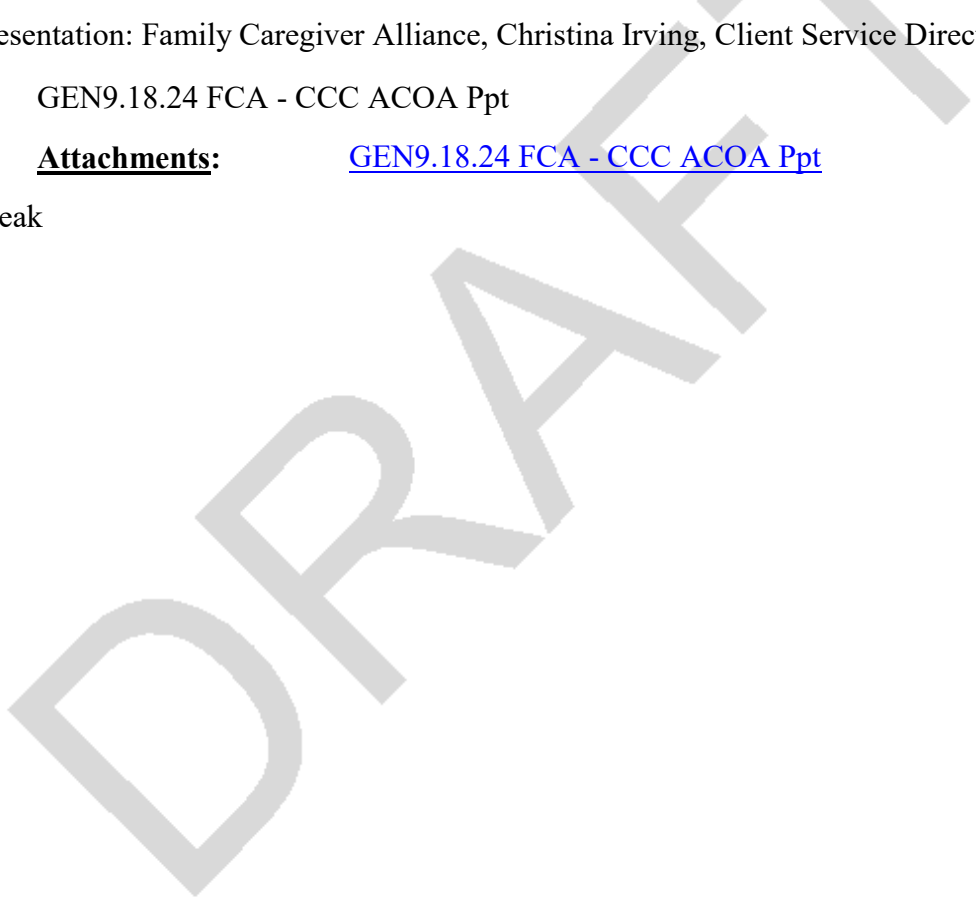 esentation: Family Caregiver Alliance, Christina Irving, Client Service Direc
GEN9.18.24 FCA - CCC ACOA Ppt
Attachments: GEN9.18.24 FCA - CCC ACOA Ppt
eak
DRAFT